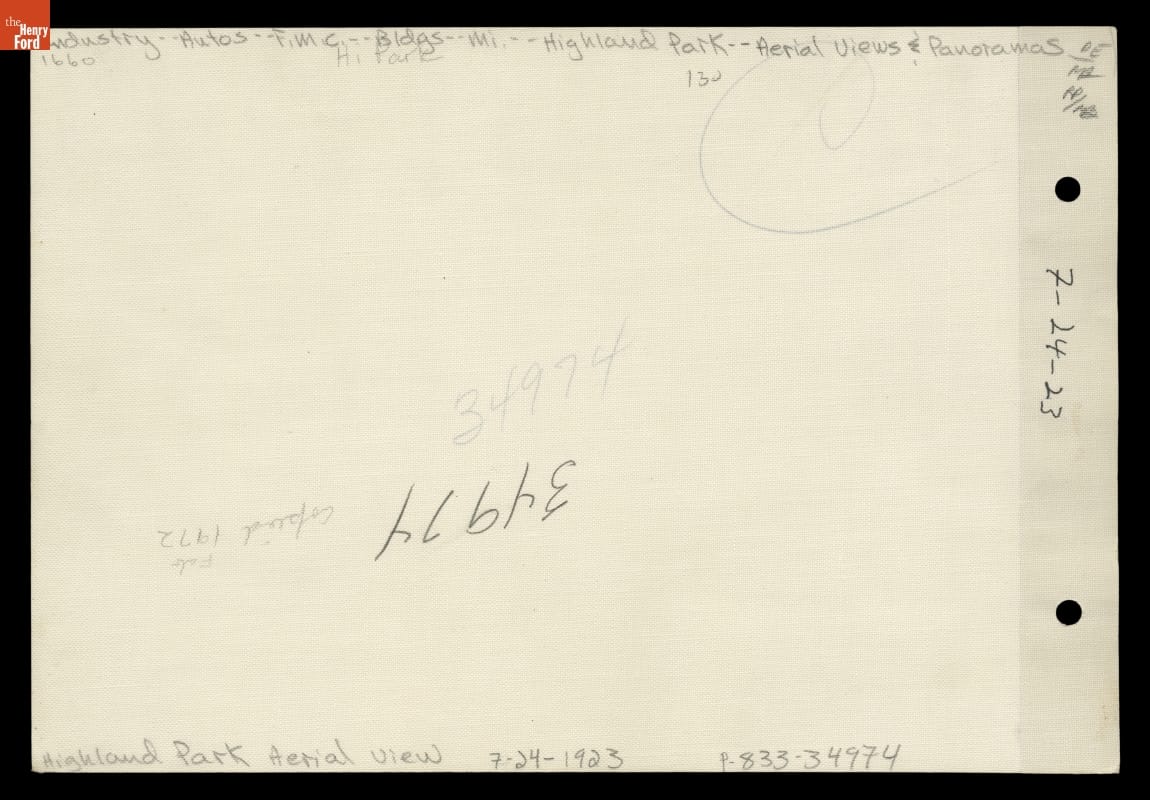 the
Henry
Ford
Industry--Autos--F.M.C.--Bldgs--Mi.--Highland Park--Aerial Views & Panoramas
1660
Hi Park
130
7-24-23
34974
34974
Copied 1972
Feb
Highland Park Aerial View 7-24-1923 P-833-34974